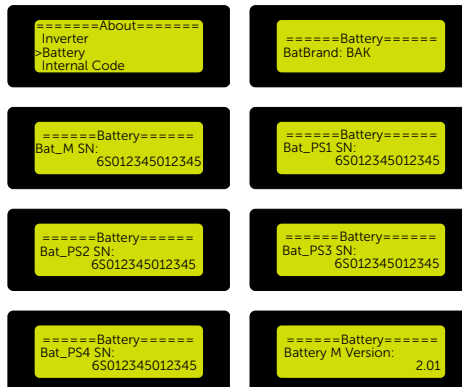 =======About=======
Inverter
>Battery
Internal Code
======Battery======
BatBrand: BAK
======Battery======
Bat_M SN:
6S012345012345
======Battery======
Bat_PS1 SN:
6S012345012345
======Battery======
Bat_PS2 SN:
6S012345012345
======Battery======
Bat_PS3 SN:
6S012345012345
======Battery======
Bat_PS4 SN:
6S012345012345
======Battery======
Battery M Version:
2.01